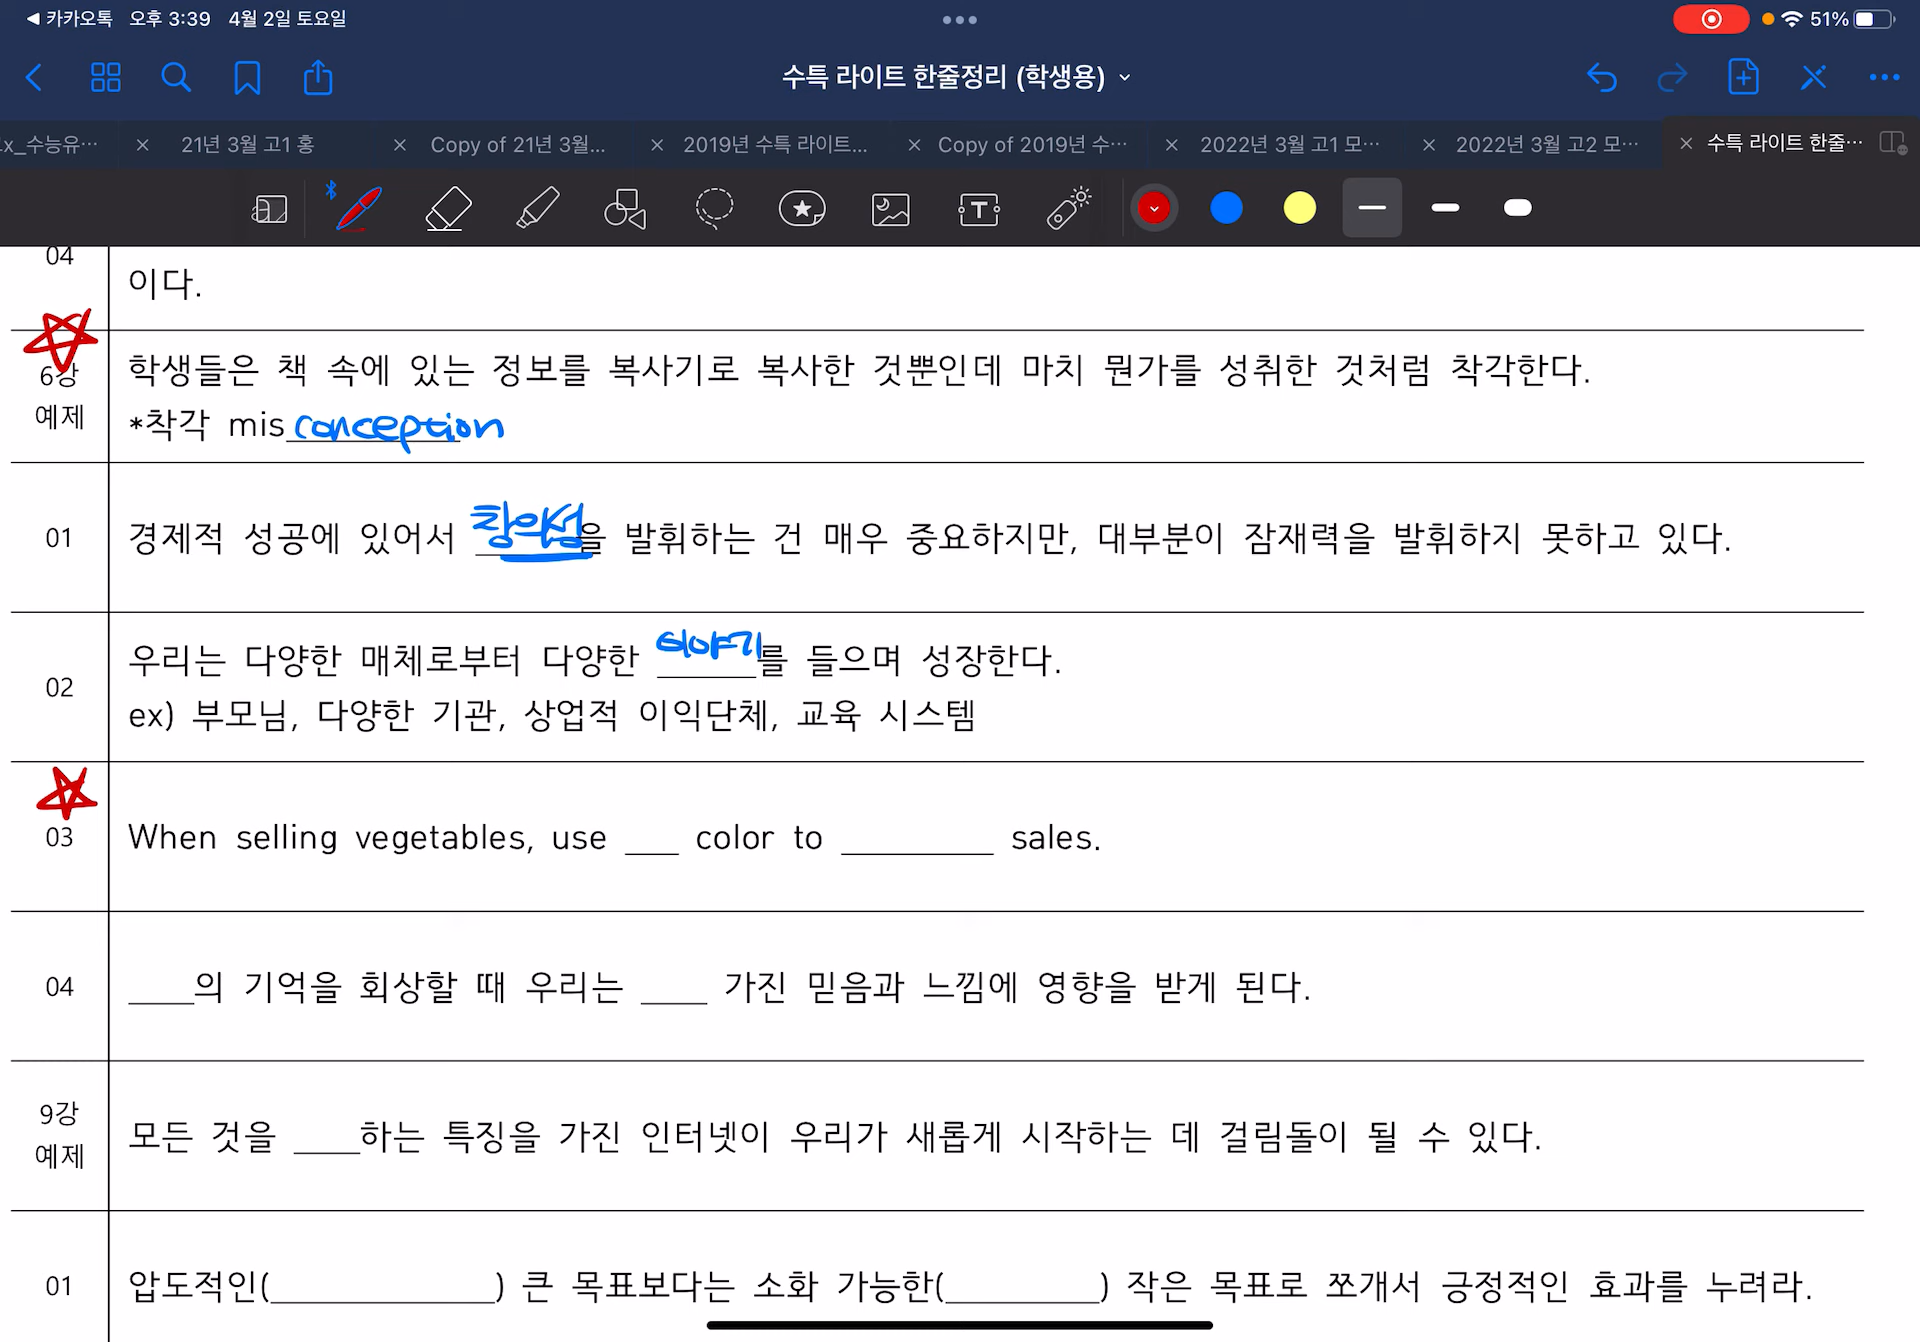 ◀ 카카오톡 오후 3:39 4월 2일 토요일
51%
수특 라이트 한줄정리 (학생용)
x_수능유···
21년 3월 고1 홍
Copy of 21년 3월...
2019년 수특 라이트...
Copy of 2019년 수···
2022년 3월 고1 모···
2022년 3월 고2 모···
수특 라이트 한줄···
04
이다.
6강
예제
학생들은 책 속에 있는 정보를 복사기로 복사한 것뿐인데 마치 뭔가를 성취한 것처럼 착각한다.
*착각 misconception
01
경제적 성공에 있어서 창의성을 발휘하는 건 매우 중요하지만, 대부분이 잠재력을 발휘하지 못하고 있다.
02
우리는 다양한 매체로부터 다양한 이야기를 들으며 성장한다.
ex) 부모님, 다양한 기관, 상업적 이익단체, 교육 시스템
03
When selling vegetables, use ___ color to _________ sales.
04
____의 기억을 회상할 때 우리는 ____ 가진 믿음과 느낌에 영향을 받게 된다.
9강
예제
모든 것을 ____하는 특징을 가진 인터넷이 우리가 새롭게 시작하는 데 걸림돌이 될 수 있다.
01
압도적인(______________) 큰 목표보다는 소화 가능한(_________) 작은 목표로 쪼개서 긍정적인 효과를 누려라.